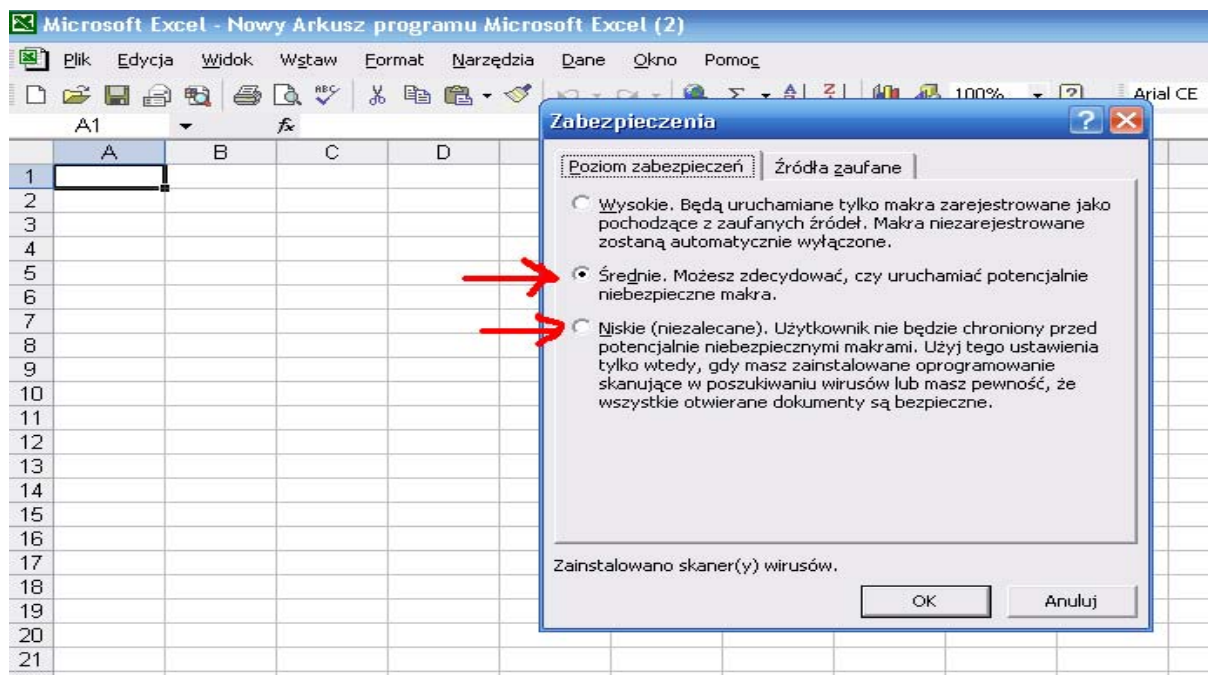 Microsoft Excel - Nowy Arkusz programu Microsoft Excel (2)
Plik Edycja Widok Wstaw Format Narzędzia Dane Okno Pomoc
ABC 100% ? Arial CE
A1 fx
A B C D
1
2
3
4
5
6
7
8
9
10
11
12
13
14
15
16
17
18
19
20
21
Zabezpieczenia
Poziom zabezpieczeń Źródła zaufane
Wysokie. Będą uruchamiane tylko makra zarejestrowane jako
pochodzące z zaufanych źródeł. Makra niezarejestrowane
zostaną automatycznie wyłączone.
Średnie. Możesz zdecydować, czy uruchamiać potencjalnie
niebezpieczne makra.
Niskie (niezalecane). Użytkownik nie będzie chroniony przed
potencjalnie niebezpiecznymi makrami. Użyj tego ustawienia
tylko wtedy, gdy masz zainstalowane oprogramowanie
skanujące w poszukiwaniu wirusów lub masz pewność, że
wszystkie otwierane dokumenty są bezpieczne.
Zainstalowano skaner(y) wirusów.
OK Anuluj